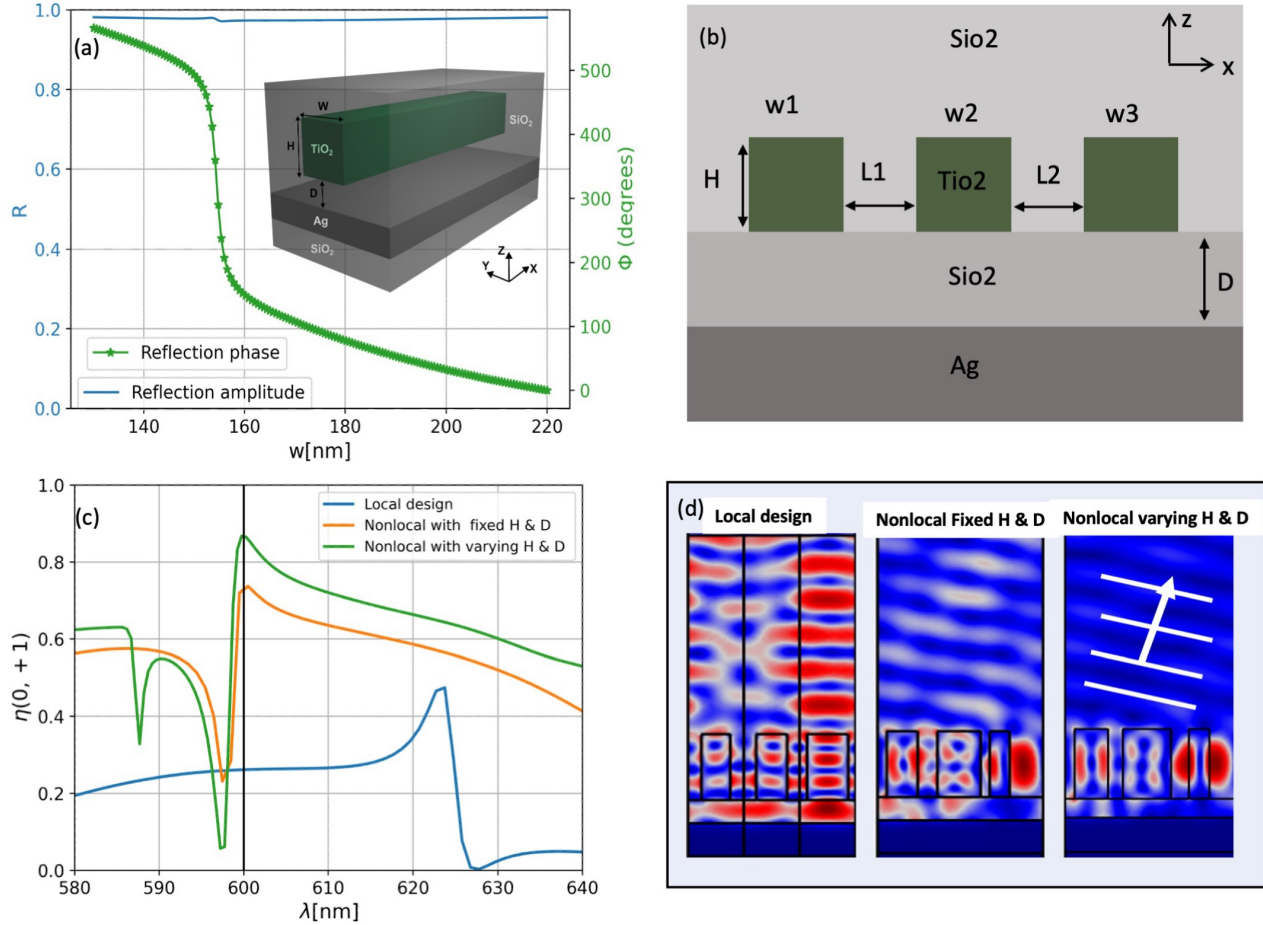 (a)
1.0
0.8
0.6
0.4
0.2
0.0
R
500
400
300
200
100
0
Φ (degrees)
140 160 180 200 220
w[nm]
W
H
TiO₂
SiO₂
D
Ag
SiO₂
Z
Y
X
Reflection phase
Reflection amplitude
(b)
Sio2
Z
X
w1 w2 w3
H
L1
Tio2
L2
Sio2
D
Ag
(c)
1.0
0.8
0.6
0.4
0.2
0.0
η(0, +1)
580 590 600 610 620 630 640
λ[nm]
Local design
Nonlocal with fixed H & D
Nonlocal with varying H & D
(d)
Local design
Nonlocal Fixed H & D
Nonlocal varying H & D